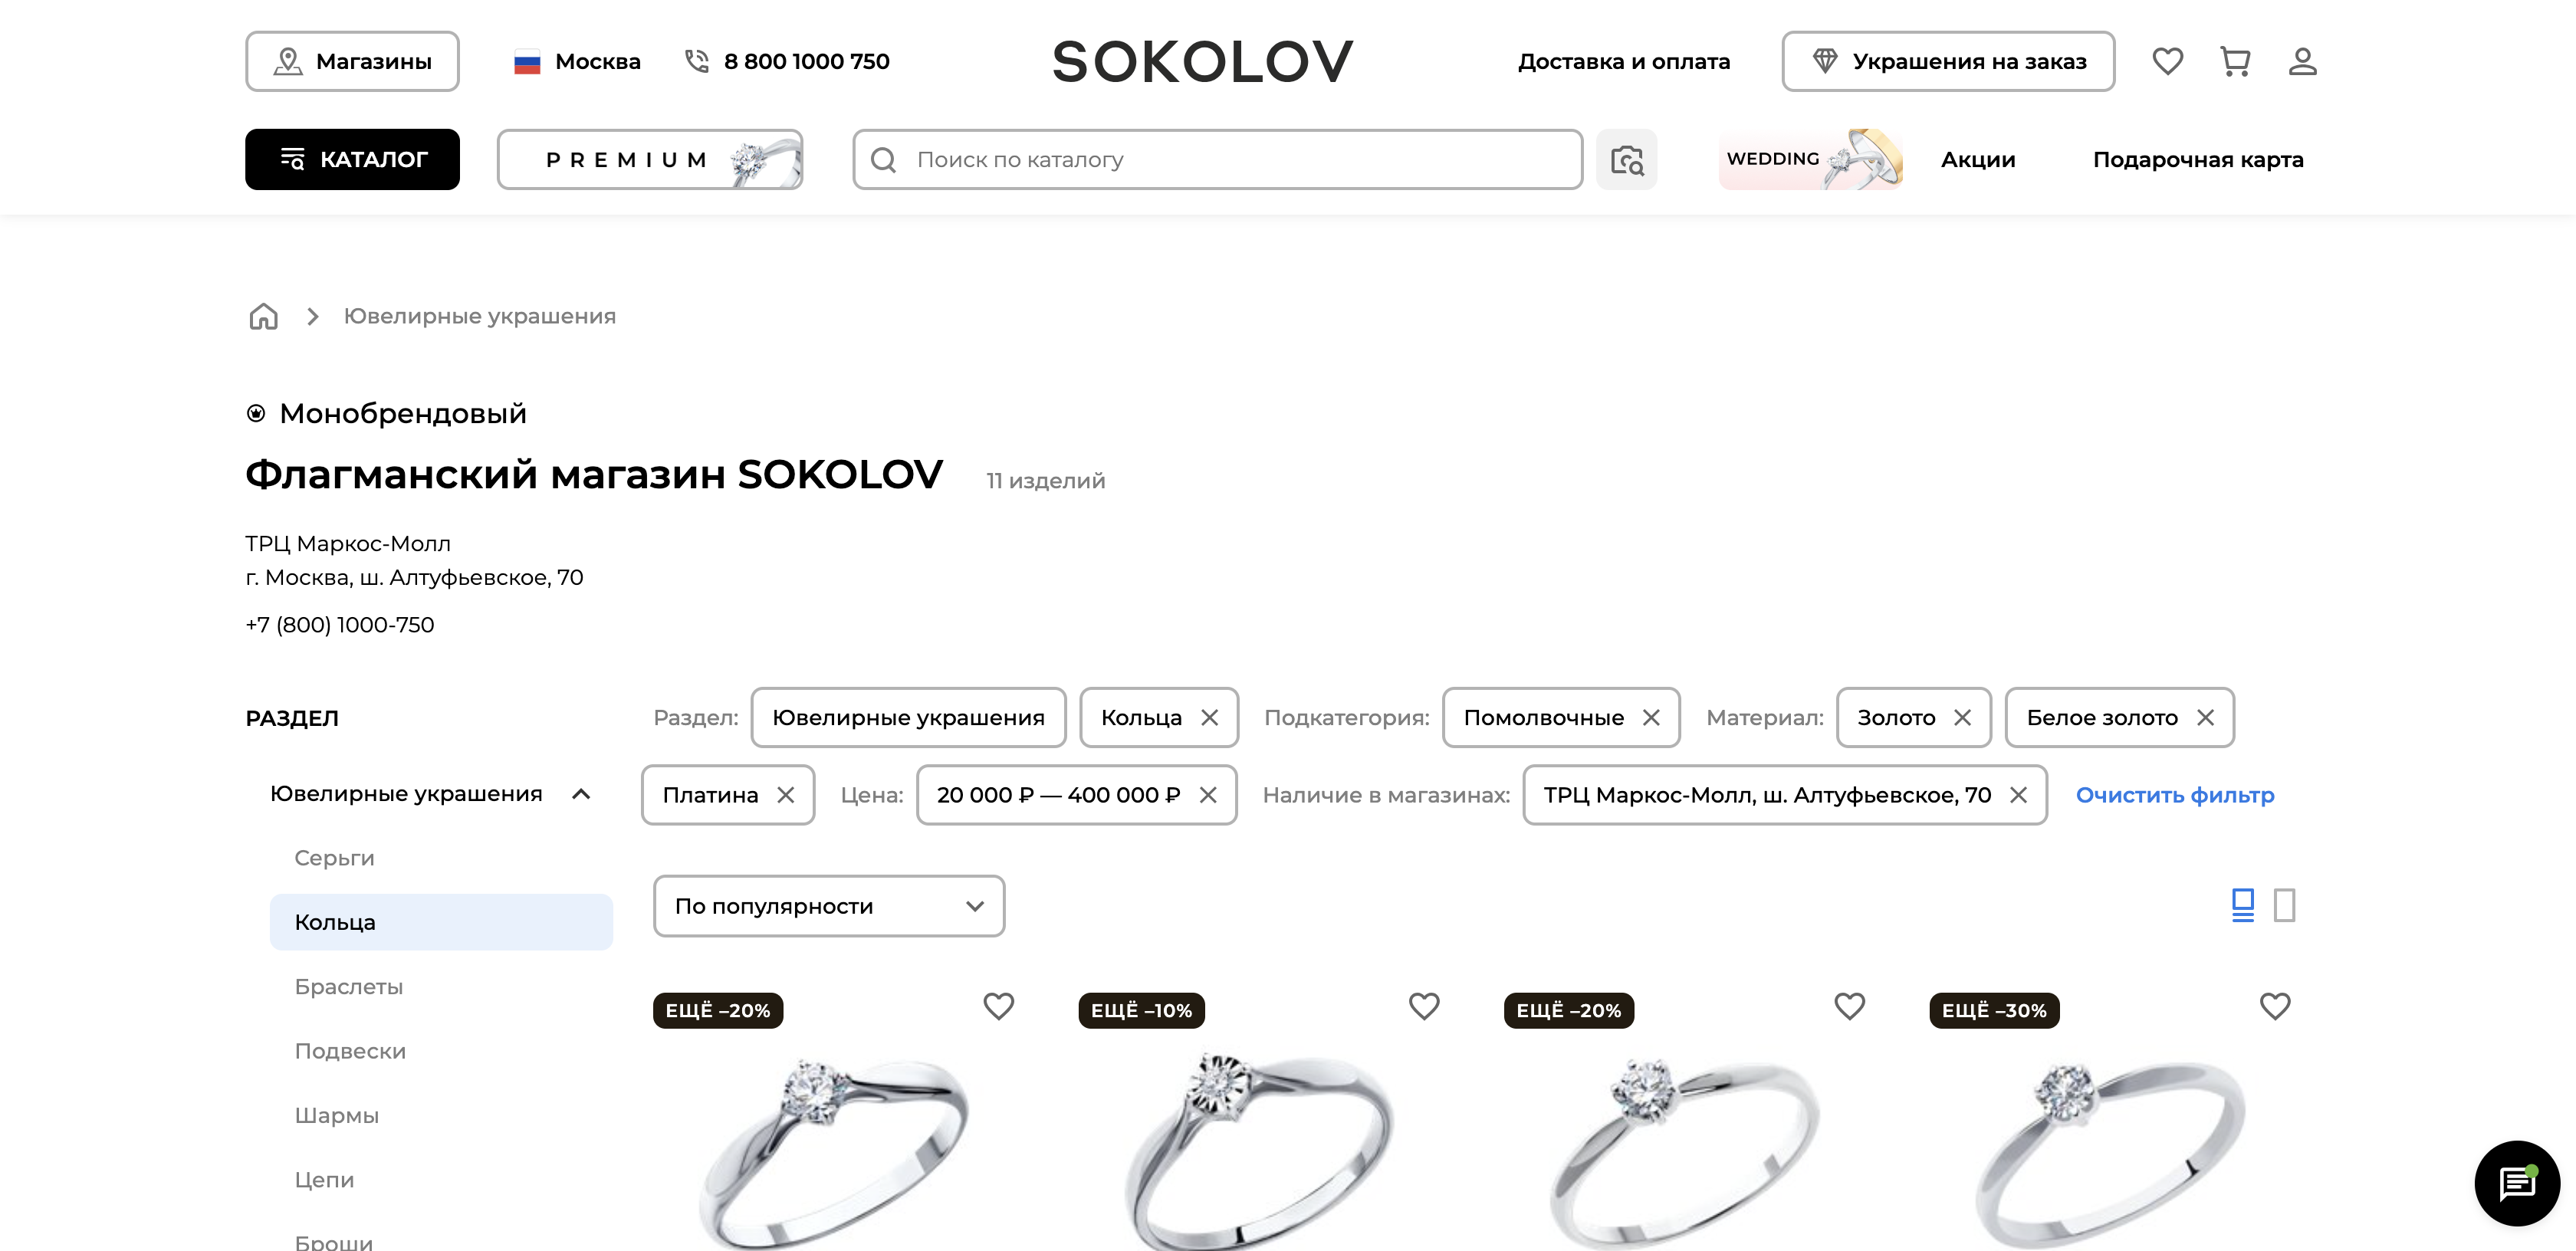 Магазины
Москва
8 800 1000 750
SOKOLOV
Доставка и оплата
Украшения на заказ
КАТАЛОГ
PREMIUM
Поиск по каталогу
WEDDING
Акции
Подарочная карта
Ювелирные украшения
Монобрендовый
Флагманский магазин SOKOLOV
11 изделий
ТРЦ Маркос-Молл
г. Москва, ш. Алтуфьевское, 70
+7 (800) 1000-750
РАЗДЕЛ
Ювелирные украшения
Серьги
Кольца
Браслеты
Подвески
Шармы
Цепи
Броши
Раздел: Ювелирные украшения Кольца Подкатегория: Помолвочные Материал: Золото Белое золото
Платина Цена: 20 000 ₽ — 400 000 ₽ Наличие в магазинах: ТРЦ Маркос-Молл, ш. Алтуфьевское, 70 Очистить фильтр
По популярности
ЕЩЁ –20%
ЕЩЁ –10%
ЕЩЁ –20%
ЕЩЁ –30%